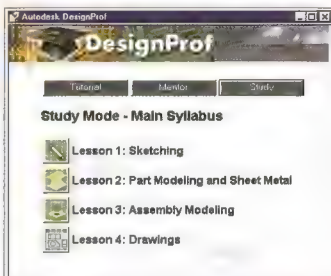 Autodesk DesignProf
DesignProf
Tutorial Mentor Study
Study Mode - Main Syllabus
Lesson 1: Sketching
Lesson 2: Part Modeling and Sheet Metal
Lesson 3: Assembly Modeling
Lesson 4: Drawings